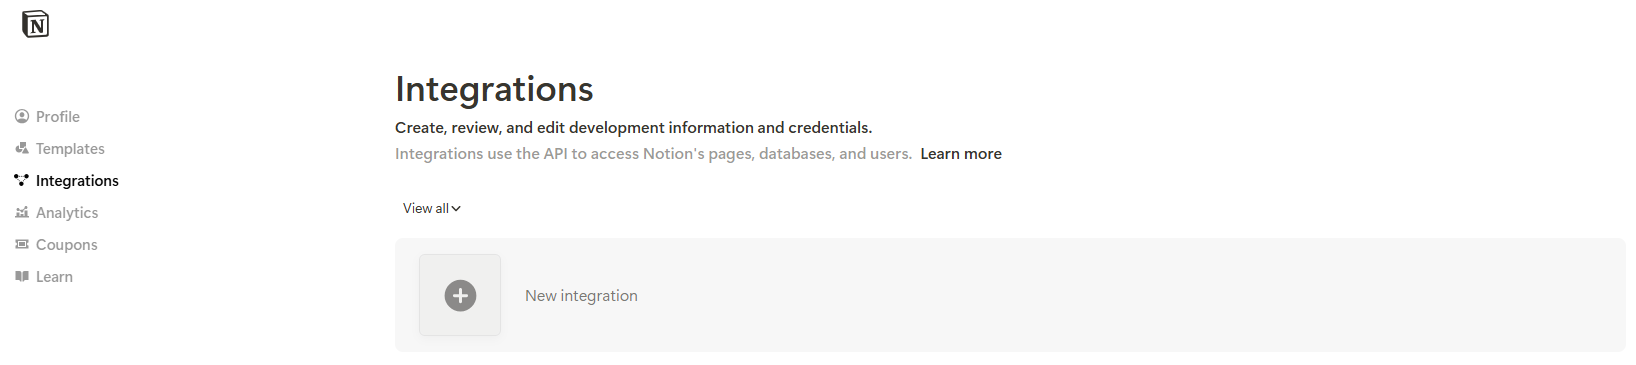 N
Profile
Templates
Integrations
Analytics
Coupons
Learn
Integrations
Create, review, and edit development information and credentials.
Integrations use the API to access Notion's pages, databases, and users. Learn more
View all
New integration